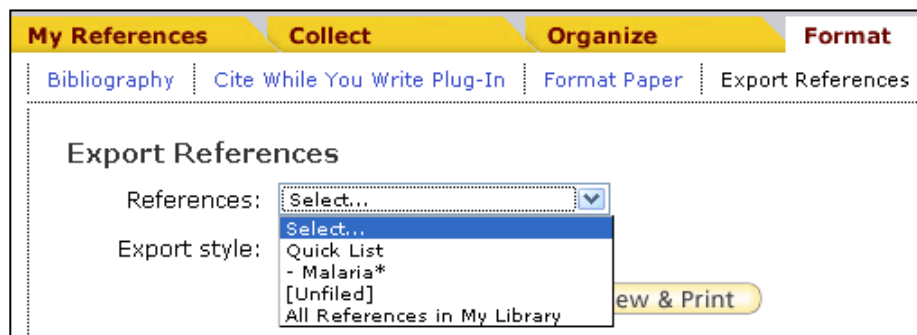 My References Collect Organize Format
Bibliography Cite While You Write Plug-In Format Paper Export References
Export References
References: Select...
Select...
Export style: Quick List
- Malaria*
[Unfiled]
ew & Print
All References in My Library